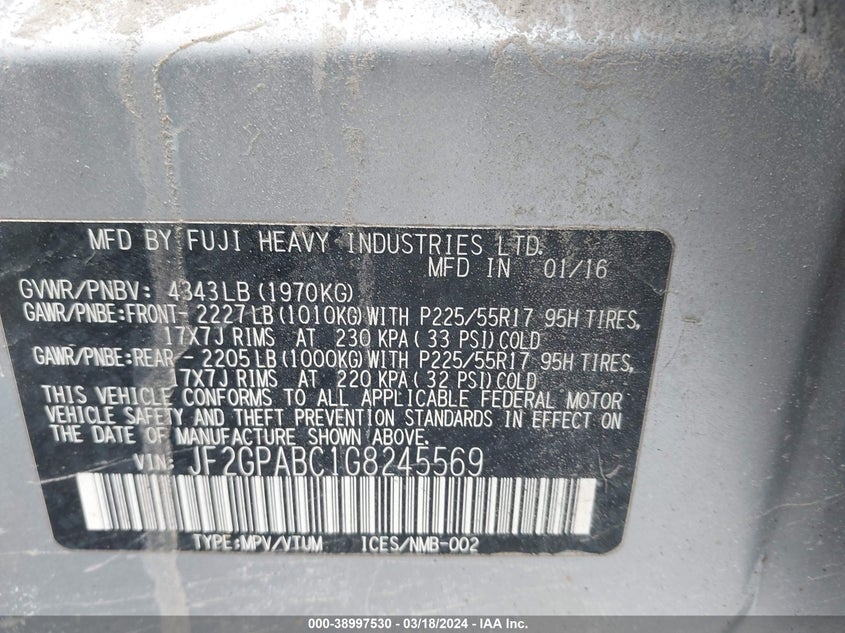 MFD BY FUJI HEAVY INDUSTRIES LTD.
MFD IN 01/16
GVWR/PNBV: 4343LB (1970KG)
GAWR/PNBE:FRONT- 2227LB (1010KG) WITH P225/55R17 95H TIRES,
17X7J RIMS AT 230 KPA( 33 PSI) COLD
GAWR/PNBE:REAR - 2205LB (1000KG) WITH P225/55R17 95H TIRES,
17X7J RIMS AT 220 KPA( 32 PSI) COLD
THIS VEHICLE CONFORMS TO ALL APPLICABLE FEDERAL MOTOR
VEHICLE SAFETY AND THEFT PREVENTION STANDARDS IN EFFECT ON
THE DATE OF MANUFACTURE SHOWN ABOVE.
VIN: JF2GPABC1G8245569
TYPE:MPV/VTUM ICES/NMB-002
000-38997530 - 03/18/2024 - IAA Inc.